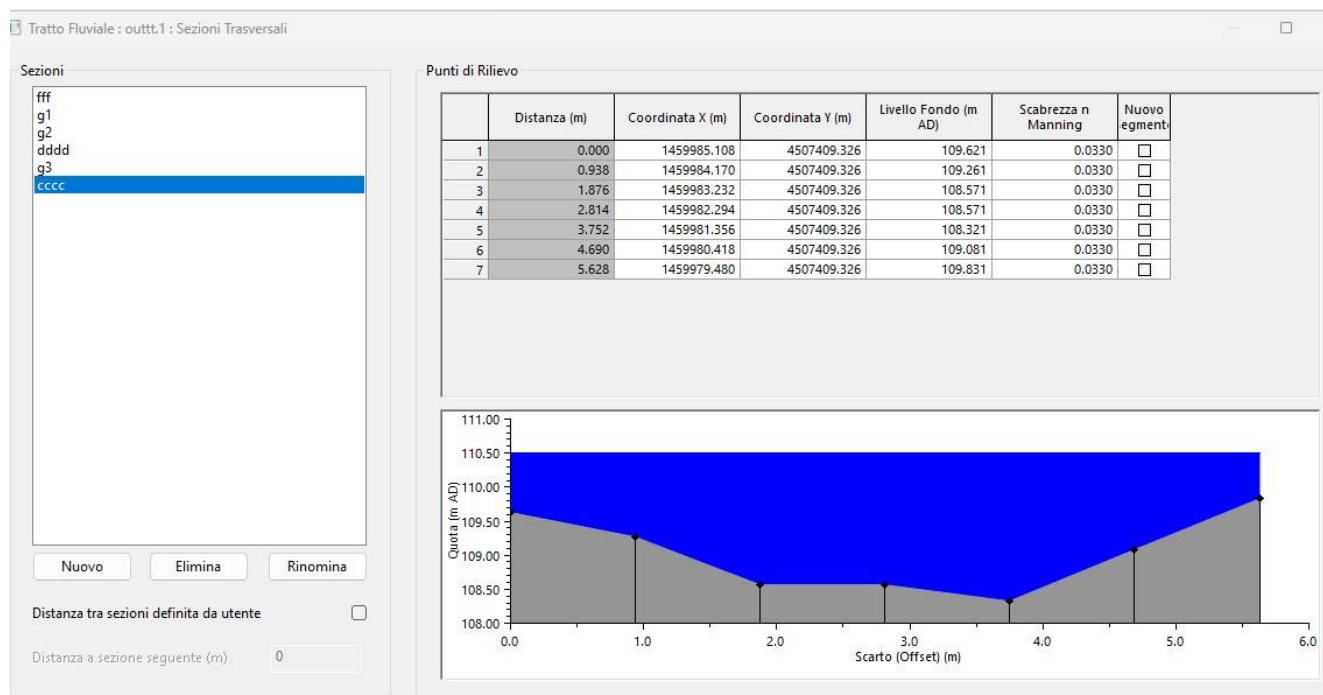 Tratto Fluviale : outtt.1 : Sezioni Trasversali
Sezioni
fff
g1
g2
dddd
g3
cccc
Nuovo Elimina Rinomina
Distanza tra sezioni definita da utente
Distanza a sezione seguente (m) 0
Punti di Rilievo
Distanza (m) Coordinata X (m) Coordinata Y (m) Livello Fondo (m AD) Scabrezza n Manning Nuovo egment
1 0.000 1459985.108 4507409.326 109.621 0.0330
2 0.938 1459984.170 4507409.326 109.261 0.0330
3 1.876 1459983.232 4507409.326 108.571 0.0330
4 2.814 1459982.294 4507409.326 108.571 0.0330
5 3.752 1459981.356 4507409.326 108.321 0.0330
6 4.690 1459980.418 4507409.326 109.081 0.0330
7 5.628 1459979.480 4507409.326 109.831 0.0330
Quota (m AD)
111.00
110.50
110.00
109.50
109.00
108.50
108.00
0.0 1.0 2.0 3.0 4.0 5.0 6.0
Scarto (Offset) (m)